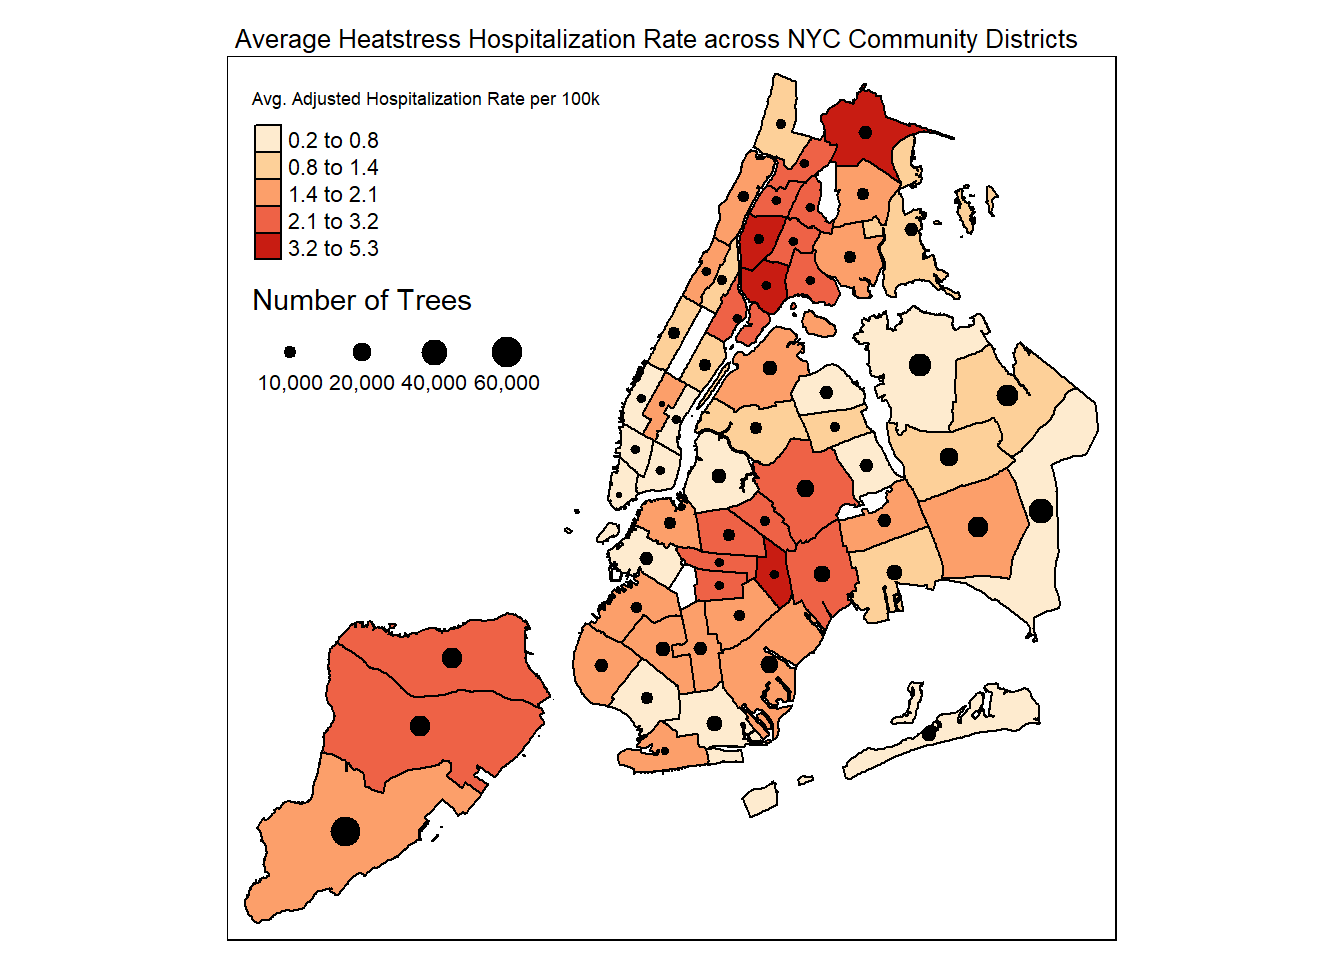 Average Heatstress Hospitalization Rate across NYC Community Districts
Avg. Adjusted Hospitalization Rate per 100k
0.2 to 0.8
0.8 to 1.4
1.4 to 2.1
2.1 to 3.2
3.2 to 5.3
Number of Trees
10,000 20,000 40,000 60,000